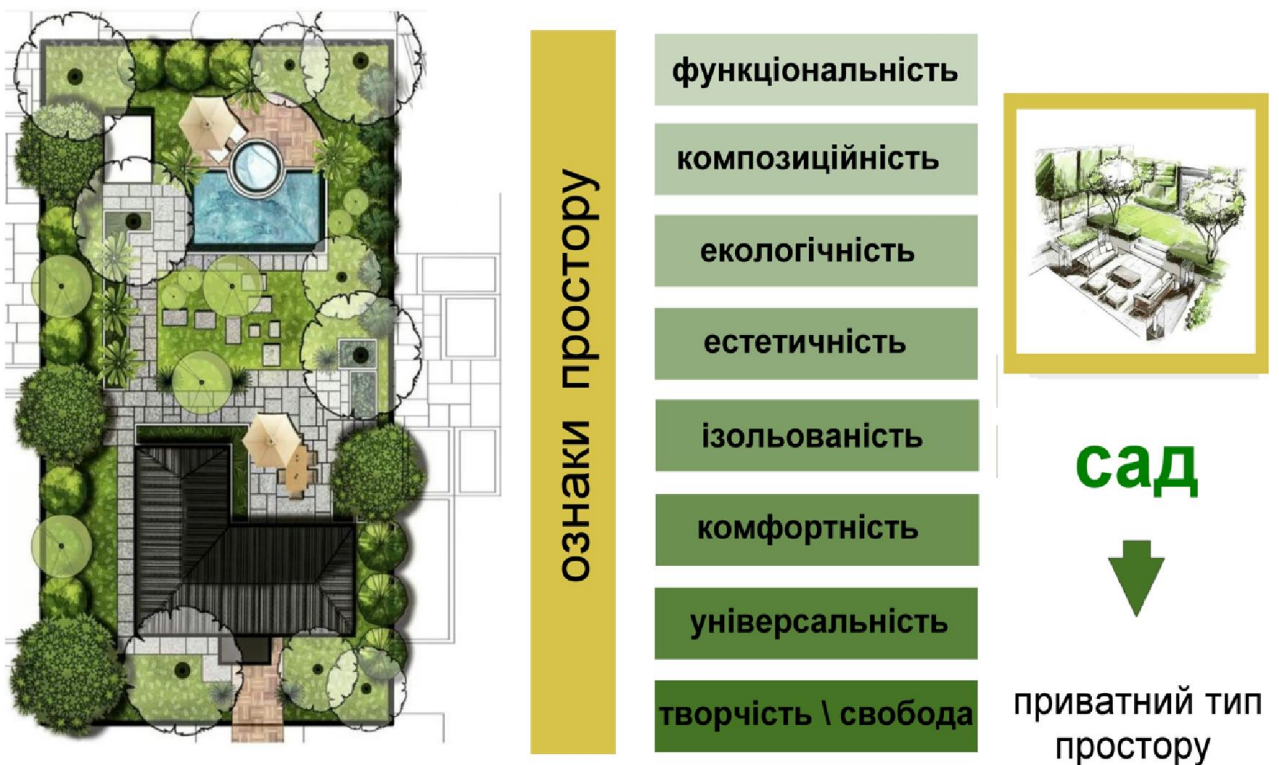 ознаки простору
функціональність
композиційність
екологічність
естетичність
ізольованість
комфортність
універсальність
творчість \ свобода
сад
приватний тип
простору